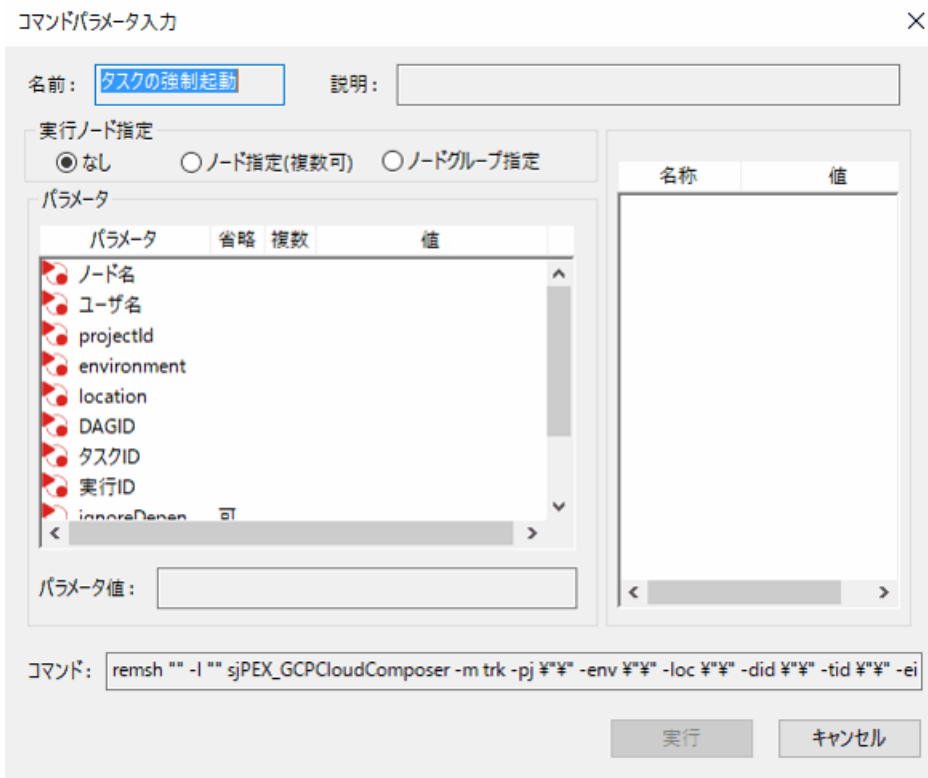 コマンドパラメータ入力
名前： タスクの強制起動 説明：
実行ノード指定
なし ノード指定(複数可) ノードグループ指定
パラメータ
パラメータ 省略 複数 値
ノード名
ユーザ名
projectId
environment
location
DAGID
タスクID
実行ID
ignoreDepen 可
パラメータ値：
名称 値
コマンド： remsh "" -l "" sjPEX_GCPCloudComposer -m trk -pj ¥"¥" -env ¥"¥" -loc ¥"¥" -did ¥"¥" -tid ¥"¥" -ei
実行 キャンセル